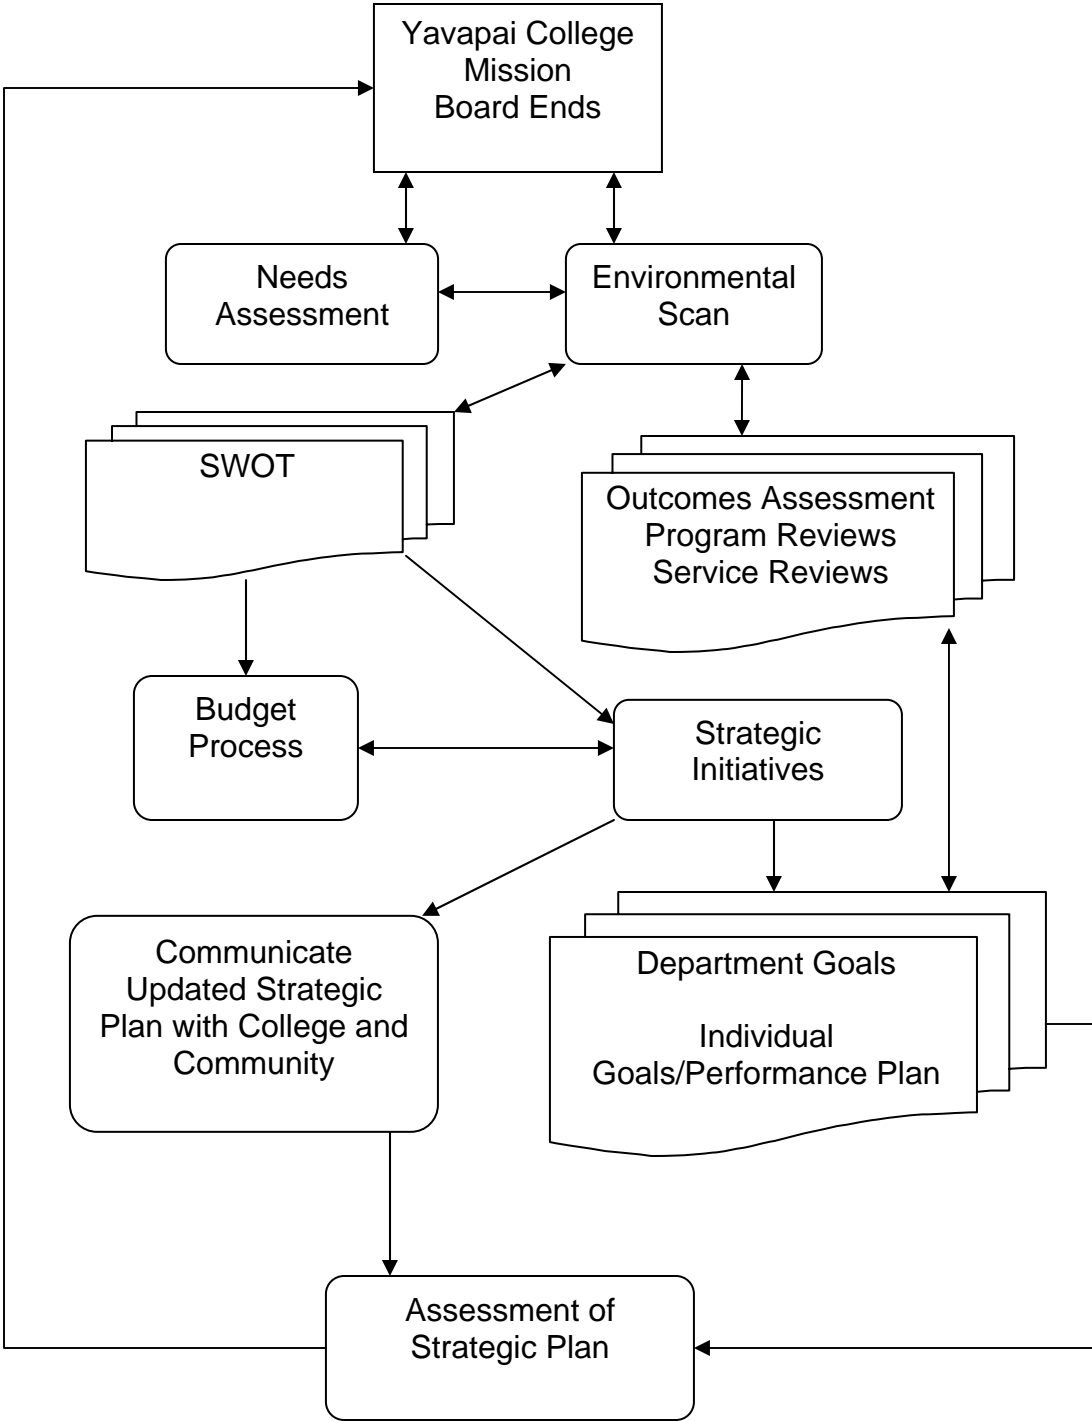 Yavapai College
Mission
Board Ends
Needs
Assessment
Environmental
Scan
SWOT
Outcomes Assessment
Program Reviews
Service Reviews
Budget
Process
Strategic
Initiatives
Communicate
Updated Strategic
Plan with College and
Community
Department Goals
Individual
Goals/Performance Plan
Assessment of
Strategic Plan